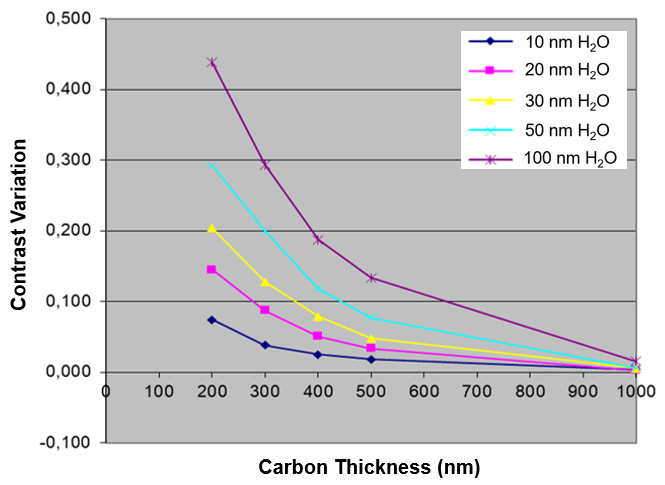 0,500
0,400
0,300
0,200
0,100
0,000
-0,100
Contrast Variation
0 100 200 300 400 500 600 700 800 900 1000
Carbon Thickness (nm)
10 nm H₂O
20 nm H₂O
30 nm H₂O
50 nm H₂O
100 nm H₂O